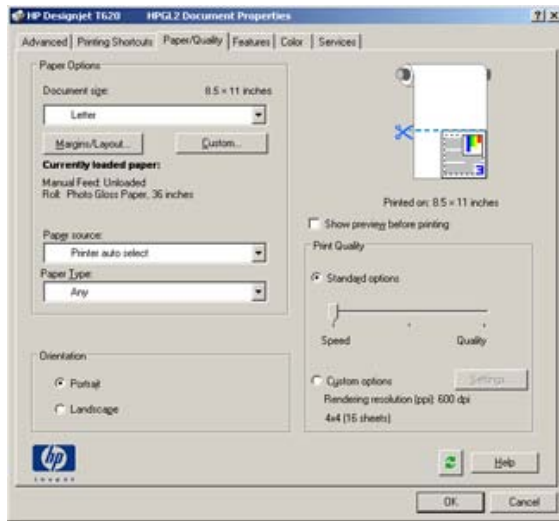 HP Designjet T620 HPGL2 Document Properties
Advanced Printing Shortcuts Paper/Quality Features Color Services
Paper Options
Document size: 8.5 × 11 inches
Letter
Margins/Layout... Custom...
Currently loaded paper:
Manual Feed: Unloaded
Roll: Photo Gloss Paper, 36 inches
Paper source:
Printer auto select
Paper Type:
Any
Orientation
Portrait
Landscape
3
Printed on: 8.5 × 11 inches
Show preview before printing
Print Quality
Standard options
Speed Quality
Custom options Settings...
Rendering resolution (ppi): 600 dpi
4x4 (16 sheets)
hp
invent
Help
OK Cancel